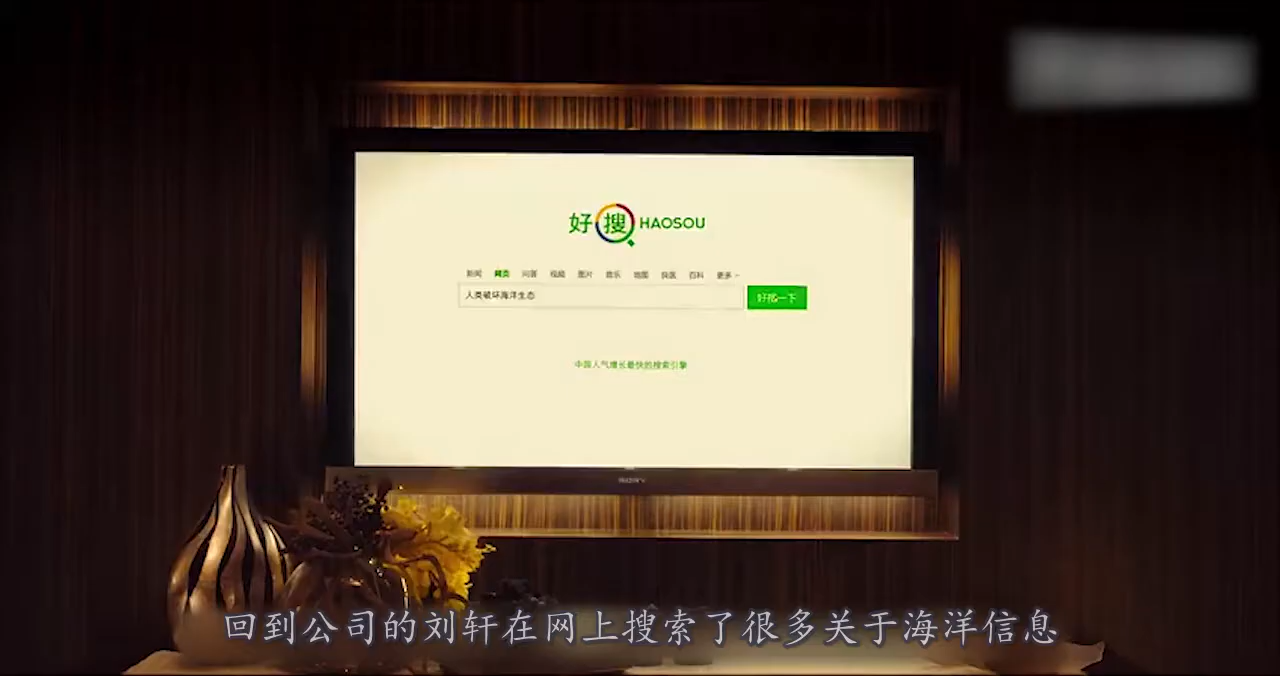 好搜 HAOSOU
新闻 网页 问答 视频 图片 音乐 地图 良医 百科 更多
人类破坏海洋生态 好搜一下
中国人气增长最快的搜索引擎
回到公司的刘轩在网上搜索了很多关于海洋信息